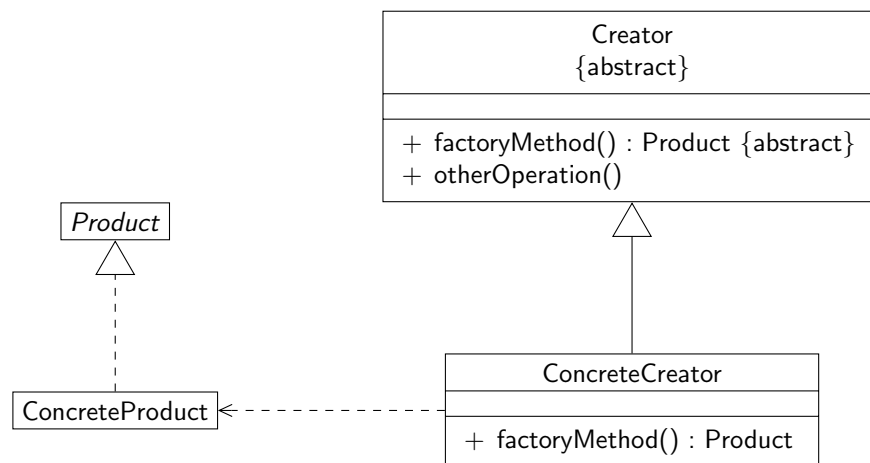 Creator
{abstract}
+ factoryMethod() : Product {abstract}
+ otherOperation()
Product
ConcreteCreator
ConcreteProduct
+ factoryMethod() : Product